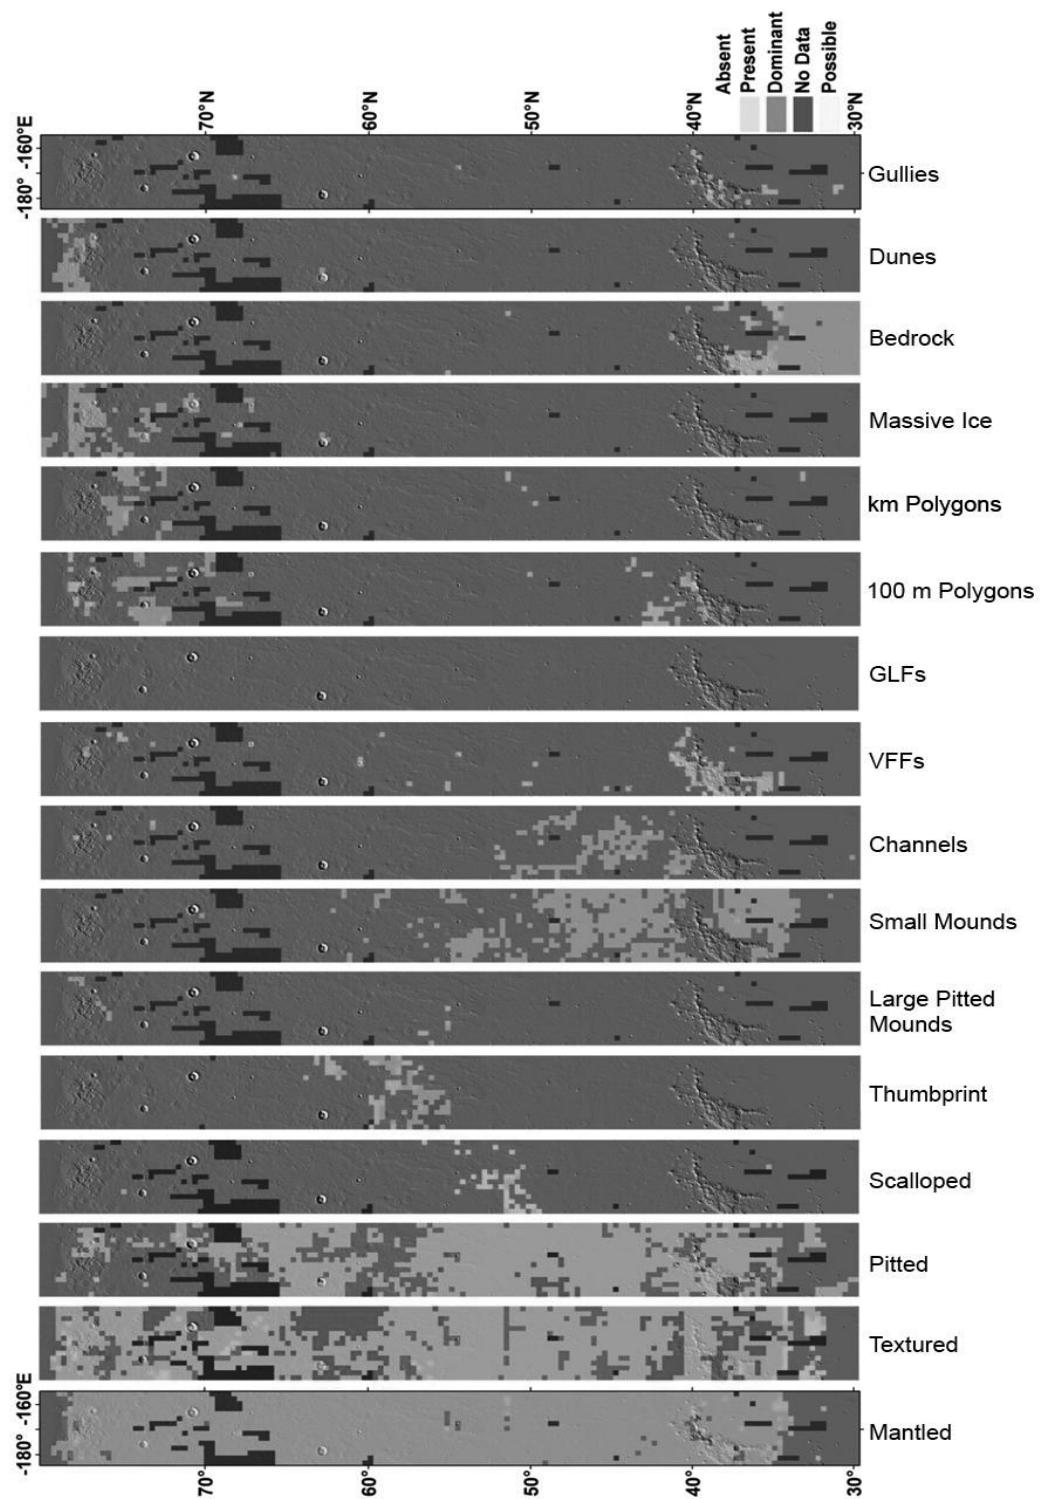 Absent
Present
Dominant
No Data
Possible
70°N
60°N
50°N
40°N
30°N
-160°E
-180°
Gullies
Dunes
Bedrock
Massive Ice
km Polygons
100 m Polygons
GLFs
VFFs
Channels
Small Mounds
Large Pitted
Mounds
Thumbprint
Scalloped
Pitted
Textured
Mantled
-160°E
-180°
70°
60°
50°
40°
30°